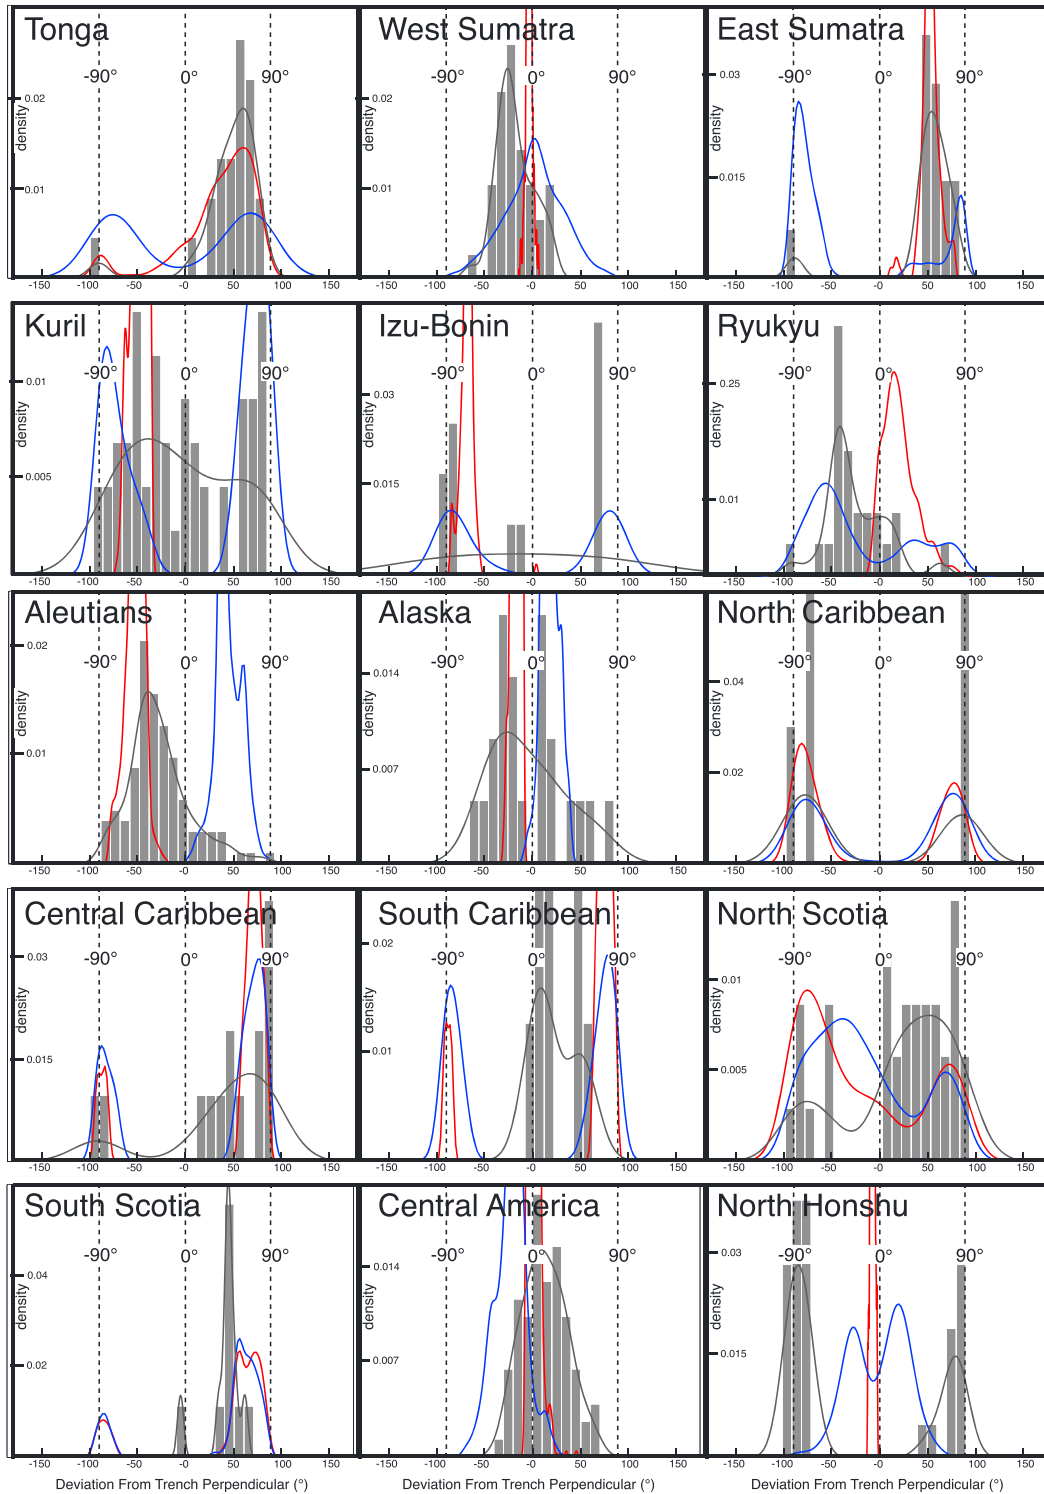 Tonga
-90° 0° 90°
0.02
0.01
density
-150 -100 -50 0 50 100 150
West Sumatra
-90° 0° 90°
0.02
0.01
density
-150 -100 -50 -0 50 100 150
East Sumatra
-90° 0° 90°
0.03
0.015
density
-150 -100 -50 -0 50 100 150
Kuril
-90° 0° 90°
0.01
0.005
density
-150 -100 -50 0 50 100 150
Izu-Bonin
-90° 0° 90°
0.03
0.015
density
-150 -100 -50 -0 50 100 150
Ryukyu
-90° 0° 90°
0.25
0.01
density
-150 -100 -50 -0 50 100 150
Aleutians
-90° 0° 90°
0.02
0.01
density
-150 -100 -50 0 50 100 150
Alaska
-90° 0° 90°
0.014
0.007
density
-150 -100 -50 -0 50 100 150
North Caribbean
-90° 0° 90°
0.04
0.02
density
-150 -100 -50 -0 50 100 150
Central Caribbean
-90° 0° 90°
0.03
0.015
density
-150 -100 -50 0 50 100 150
South Caribbean
-90° 0° 90°
0.02
0.01
density
-150 -100 -50 -0 50 100 150
North Scotia
-90° 0° 90°
0.01
0.005
density
-150 -100 -50 -0 50 100 150
South Scotia
-90° 0° 90°
0.04
0.02
density
-150 -100 -50 0 50 100 150
Deviation From Trench Perpendicular (°)
Central America
-90° 0° 90°
0.014
0.007
density
-150 -100 -50 -0 50 100 150
Deviation From Trench Perpendicular (°)
North Honshu
-90° 0° 90°
0.03
0.015
density
-150 -100 -50 -0 50 100 150
Deviation From Trench Perpendicular (°)